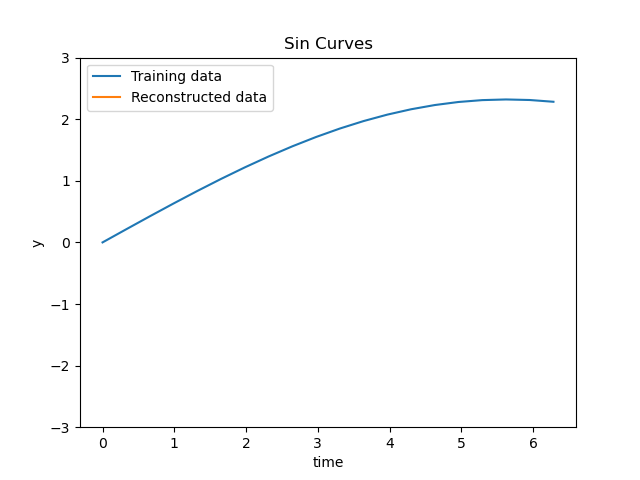 Sin Curves
Training data
Reconstructed data
3
2
1
0
−1
−2
−3
y
0 1 2 3 4 5 6
time